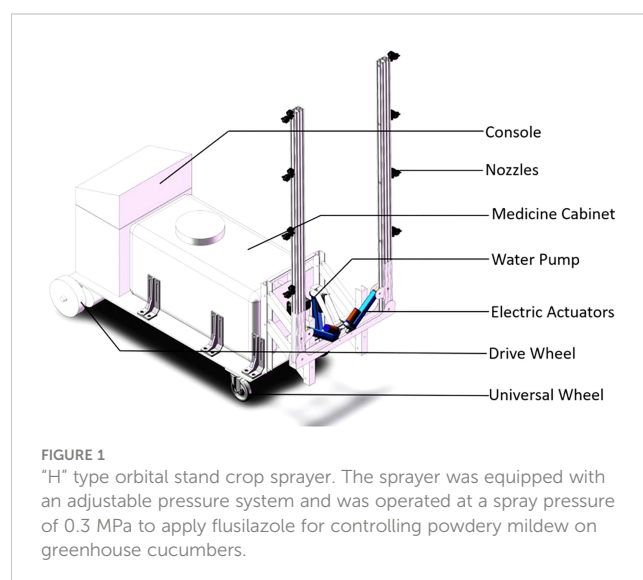 Console
Nozzles
Medicine Cabinet
Water Pump
Electric Actuators
Drive Wheel
Universal Wheel
FIGURE 1
“H” type orbital stand crop sprayer. The sprayer was equipped with
an adjustable pressure system and was operated at a spray pressure
of 0.3 MPa to apply flusilazole for controlling powdery mildew on
greenhouse cucumbers.